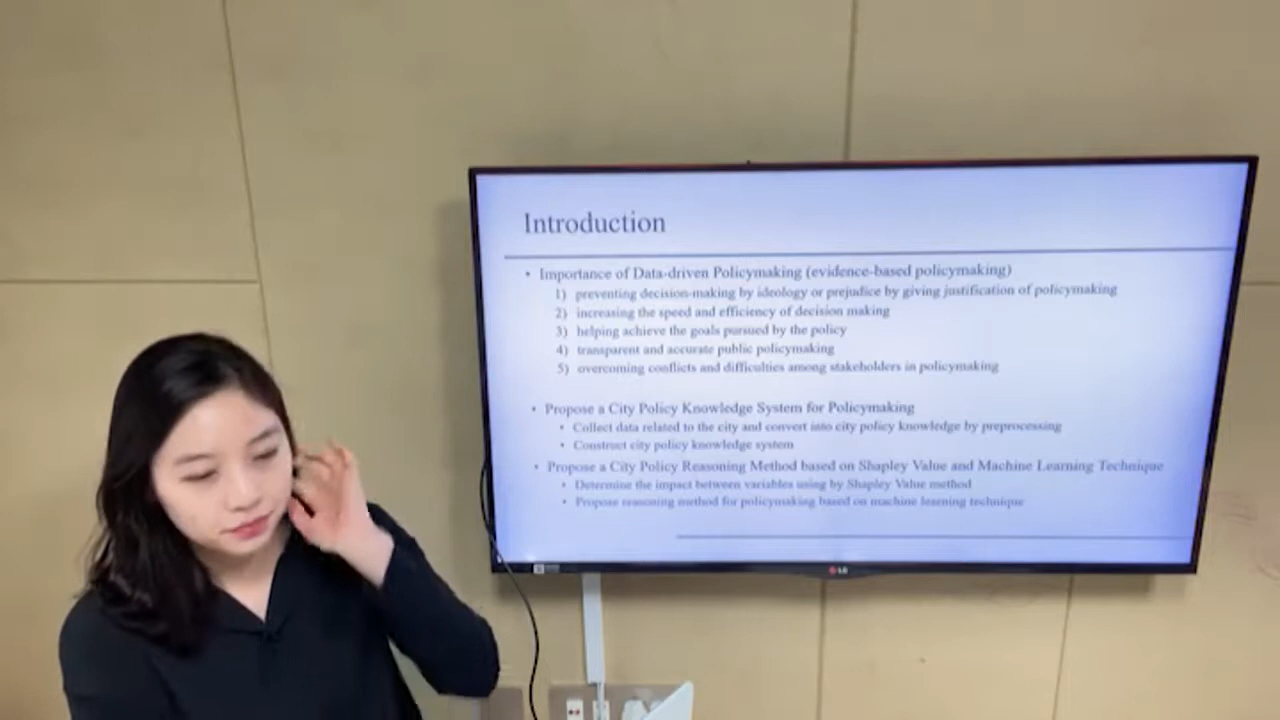 Introduction
• Importance of Data-driven Policymaking (evidence-based policymaking)
1) preventing decision-making by ideology or prejudice by giving justification of policymaking
2) increasing the speed and efficiency of decision making
3) helping achieve the goals pursued by the policy
4) transparent and accurate public policymaking
5) overcoming conflicts and difficulties among stakeholders in policymaking
• Propose a City Policy Knowledge System for Policymaking
• Collect data related to the city and convert into city policy knowledge by preprocessing
• Construct city policy knowledge system
• Propose a City Policy Reasoning Method based on Shapley Value and Machine Learning Technique
• Determine the impact between variables using by Shapley Value method
• Propose reasoning method for policymaking based on machine learning technique
LG